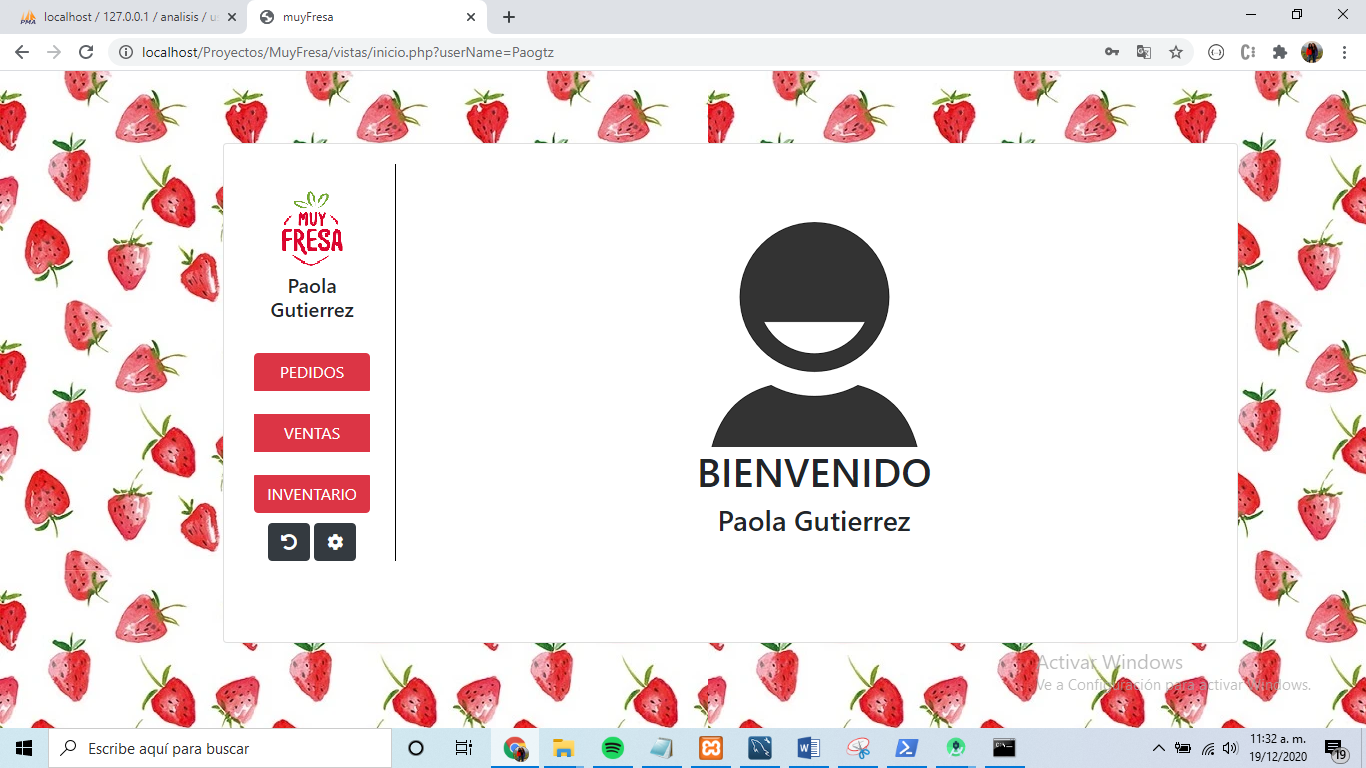 localhost / 127.0.0.1 / analisis / u
muyFresa
localhost/Proyectos/MuyFresa/vistas/inicio.php?userName=Paogtz
MUY
FRESA
Paola
Gutierrez
PEDIDOS
VENTAS
INVENTARIO
BIENVENIDO
Paola Gutierrez
Activar Windows
Ve a Configuración para activar Windows.
Escribe aquí para buscar
11:32 a. m.
19/12/2020
19